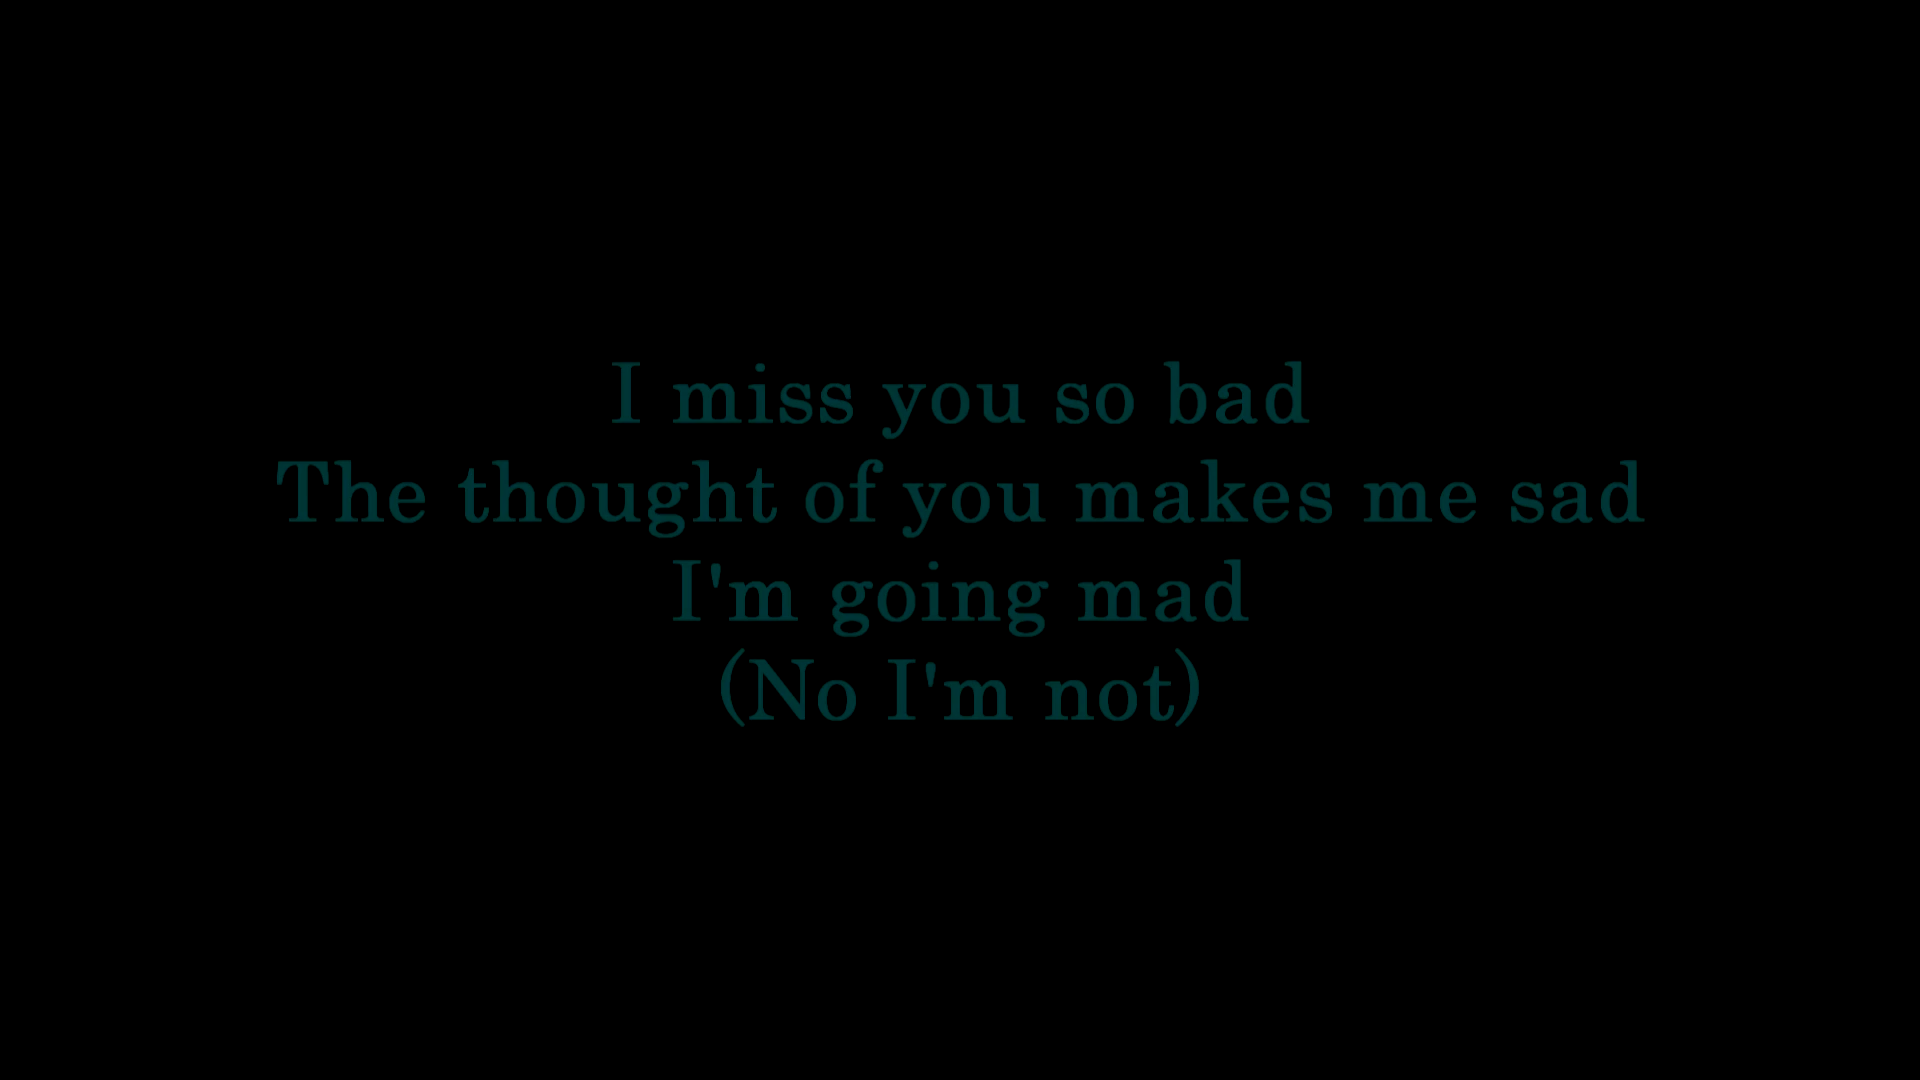 I miss you so bad
The thought of you makes me sad
I'm going mad
(No I'm not)